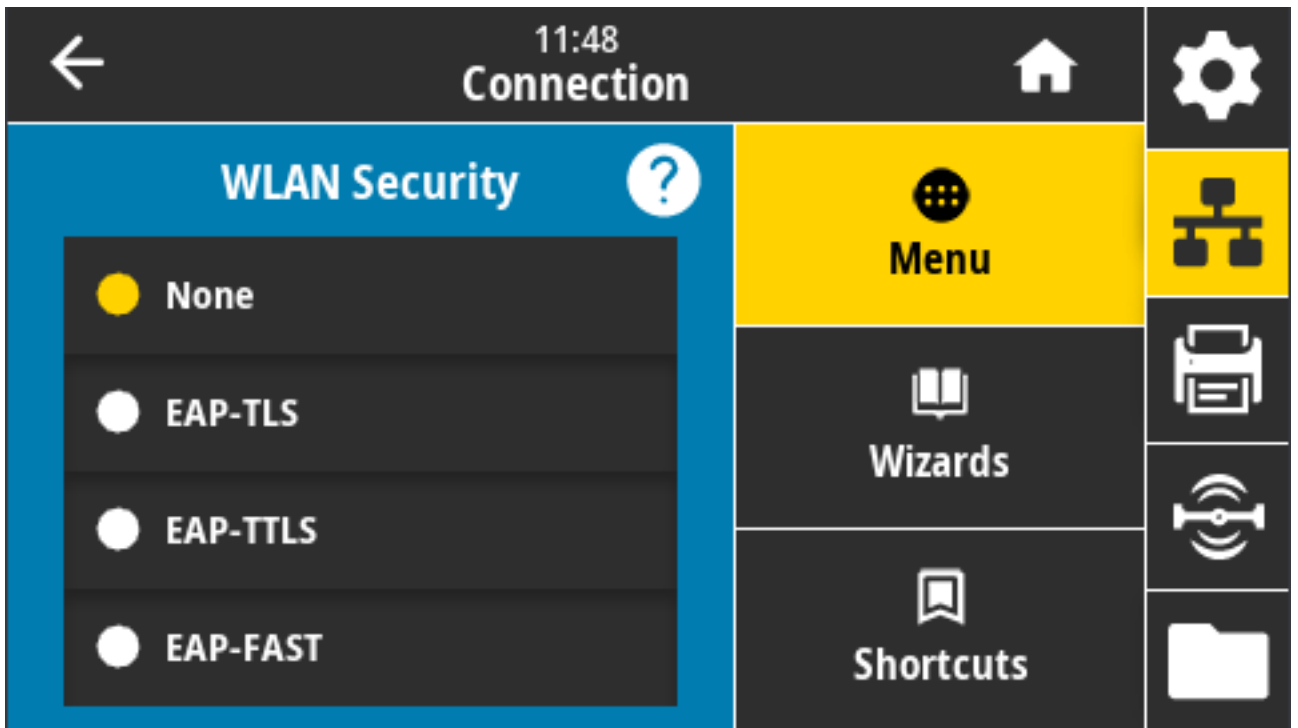 11:48
Connection
WLAN Security
?
None
EAP-TLS
EAP-TTLS
EAP-FAST
Menu
Wizards
Shortcuts